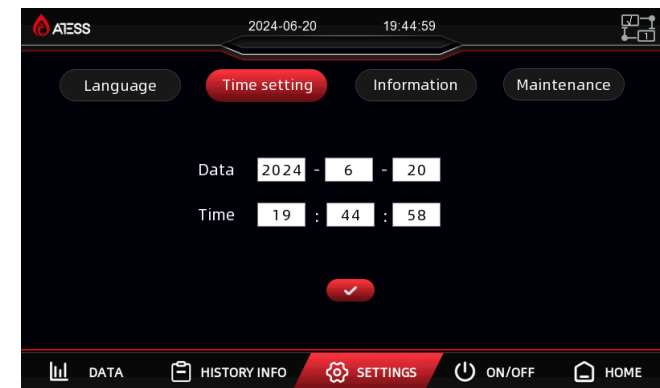 ATESS 2024-06-20 19:44:59
1
Language Time setting Information Maintenance
Data 2024 - 6 - 20
Time 19 : 44 : 58
DATA HISTORY INFO SETTINGS ON/OFF HOME